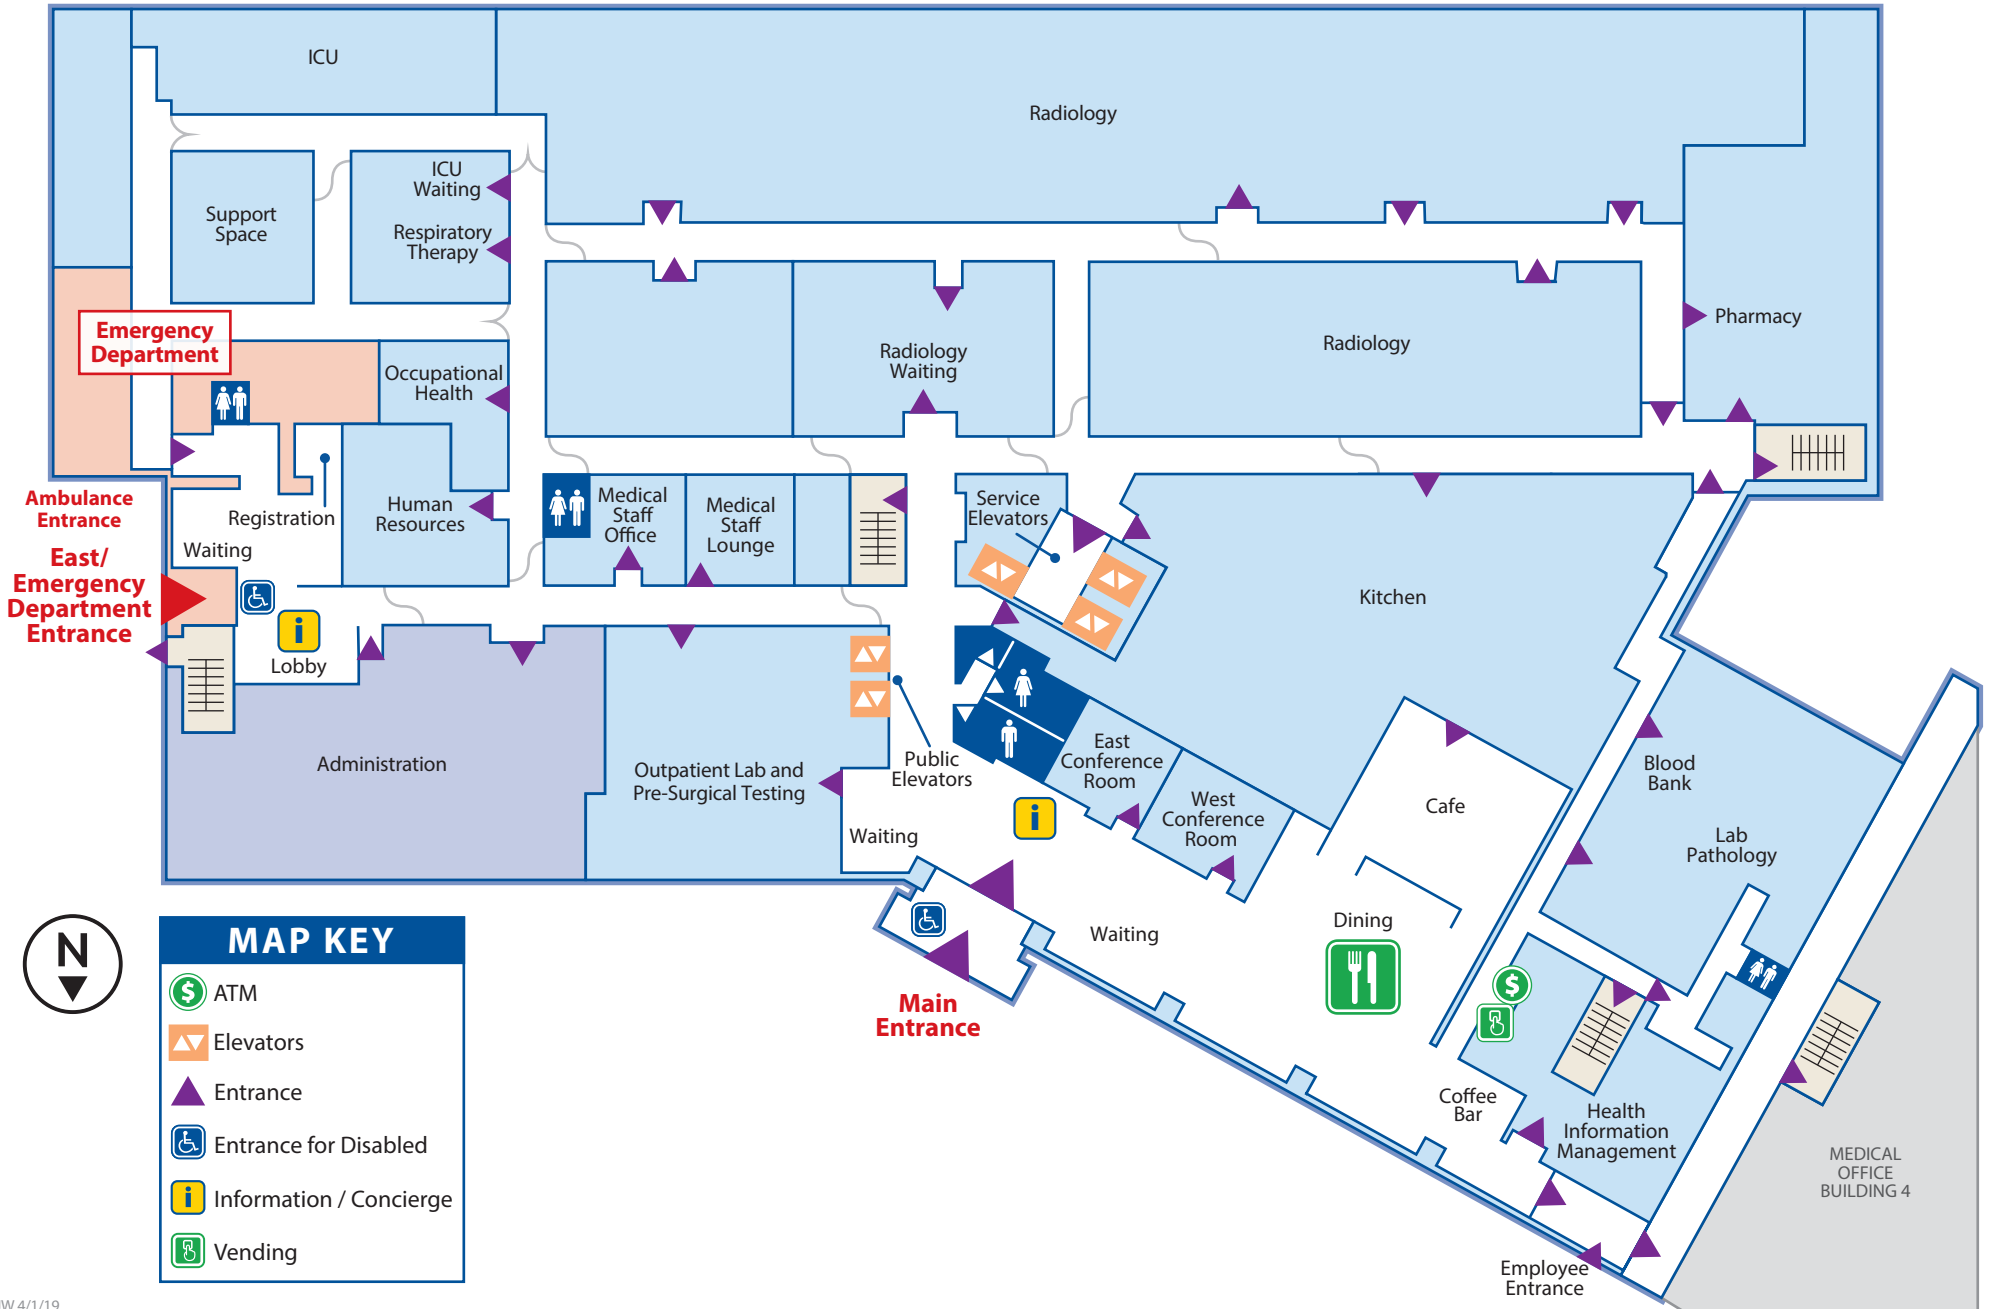 ICU
Radiology
ICU
Waiting
Support
Space
Respiratory
Therapy
Emergency
Department
Pharmacy
Radiology
Radiology
Waiting
Occupational
Health
Ambulance
Entrance
Registration
Human
Resources
Medical
Staff
Office
Medical
Staff
Lounge
Service
Elevators
Waiting
East/
Emergency
Department
Entrance
Kitchen
i
Lobby
Administration
Outpatient Lab and
Pre-Surgical Testing
Public
Elevators
East
Conference
Room
West
Conference
Room
Blood
Bank
Cafe
i
Waiting
Lab
Pathology
Waiting
Dining
N
Main
Entrance
$
Coffee
Bar
Health
Information
Management
MEDICAL
OFFICE
BUILDING 4
Employee
Entrance
MAP KEY
$ ATM
Elevators
Entrance
Entrance for Disabled
i Information / Concierge
Vending
W 4/1/19